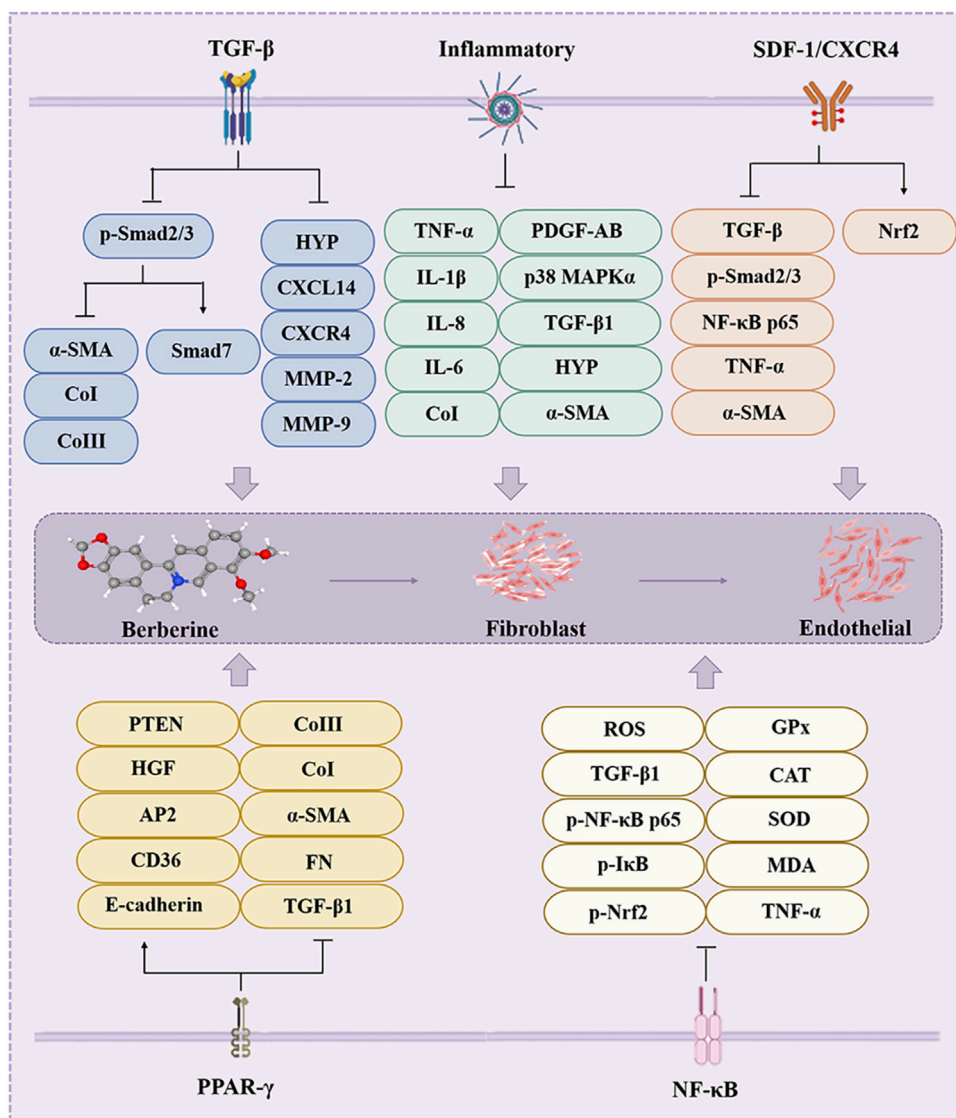 TGF-β
Inflammatory
SDF-1/CXCR4
p-Smad2/3
α-SMA
CoI
CoIII
Smad7
HYP
CXCL14
CXCR4
MMP-2
MMP-9
TNF-α
IL-1β
IL-8
IL-6
CoI
PDGF-AB
p38 MAPKα
TGF-β1
HYP
α-SMA
TGF-β
p-Smad2/3
NF-κB p65
TNF-α
α-SMA
Nrf2
Berberine
Fibroblast
Endothelial
PTEN
HGF
AP2
CD36
E-cadherin
CoIII
CoI
α-SMA
FN
TGF-β1
ROS
TGF-β1
p-NF-κB p65
p-IκB
p-Nrf2
GPx
CAT
SOD
MDA
TNF-α
PPAR-γ
NF-κB